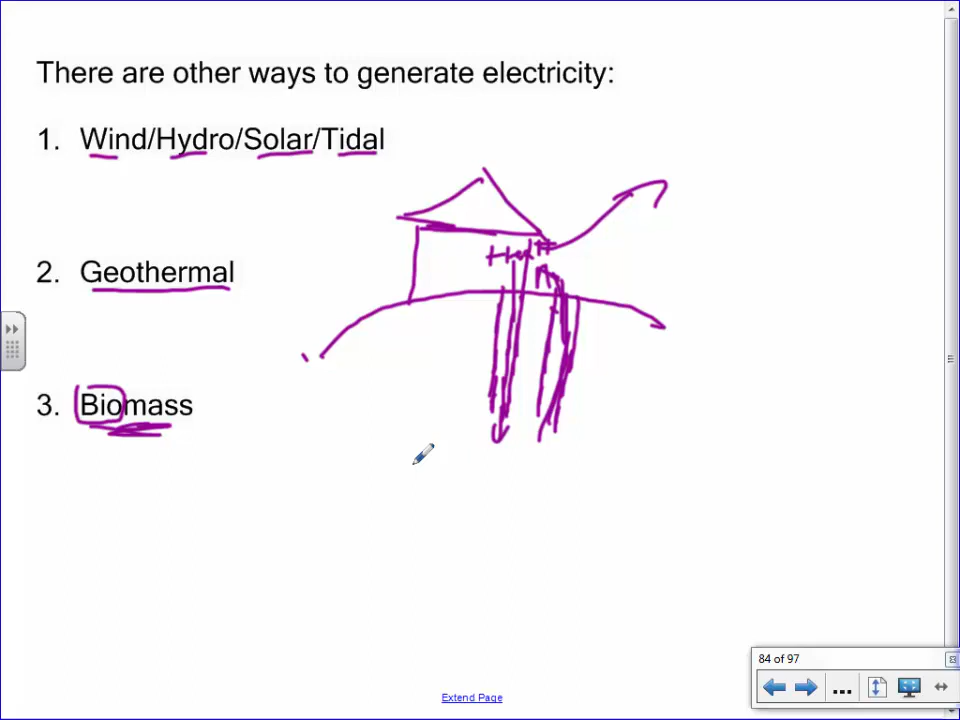 There are other ways to generate electricity:
1. Wind/Hydro/Solar/Tidal
2. Geothermal
3. Biomass
84 of 97
Extend Page